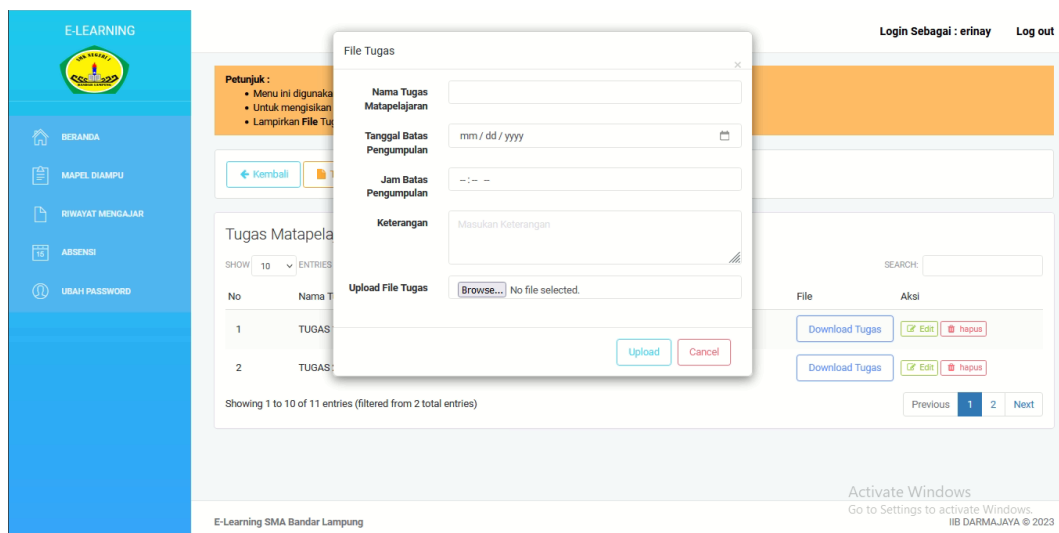 E-LEARNING
Login Sebagai : erinay
Log out
File Tugas
×
Petunjuk :
Menu ini digunaka
Untuk mengisikan
Lampirkan File Tug
Nama Tugas
Matapelajaran
Tanggal Batas
Pengumpulan
mm / dd / yyyy
Jam Batas
Pengumpulan
--:-- --
Keterangan
Masukan Keterangan
Upload File Tugas
Browse... No file selected.
Upload
Cancel
BERANDA
MAPEL DIAMPU
RIWAYAT MENGAJAR
16
ABSENSI
UBAH PASSWORD
Kembali
Tugas Matapela
SHOW 10 ENTRIES
SEARCH:
No Nama T File Aksi
1 TUGAS Download Tugas Edit hapus
2 TUGAS Download Tugas Edit hapus
Showing 1 to 10 of 11 entries (filtered from 2 total entries)
Previous 1 2 Next
Activate Windows
Go to Settings to activate Windows.
E-Learning SMA Bandar Lampung
IIB DARMAJAYA © 2023